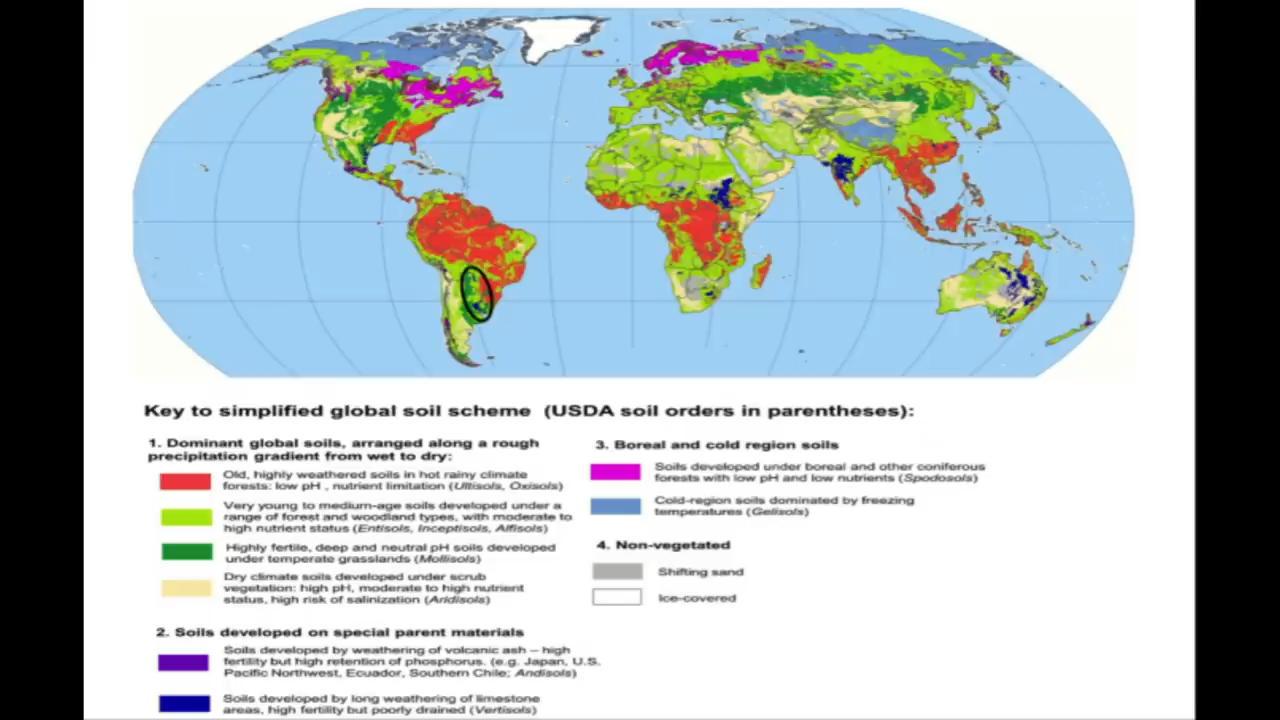 Key to simplified global soil scheme (USDA soil orders in parentheses):
1. Dominant global soils, arranged along a rough
precipitation gradient from wet to dry:
Old, highly weathered soils in hot rainy climate
forests: low pH , nutrient limitation (Ultisols, Oxisols)
Very young to medium-age soils developed under a
range of forest and woodland types, with moderate to
high nutrient status (Entisols, Inceptisols, Alfisols)
Highly fertile, deep and neutral pH soils developed
under temperate grasslands (Mollisols)
Dry climate soils developed under scrub
vegetation: high pH, moderate to high nutrient
status, high risk of salinization (Aridisols)
2. Soils developed on special parent materials
Soils developed by weathering of volcanic ash – high
fertility but high retention of phosphorus. (e.g. Japan, U.S.
Pacific Northwest, Ecuador, Southern Chile; Andisols)
Soils developed by long weathering of limestone
areas, high fertility but poorly drained (Vertisols)
3. Boreal and cold region soils
Soils developed under boreal and other coniferous
forests with low pH and low nutrients (Spodosols)
Cold-region soils dominated by freezing
temperatures (Gelisols)
4. Non-vegetated
Shifting sand
Ice-covered